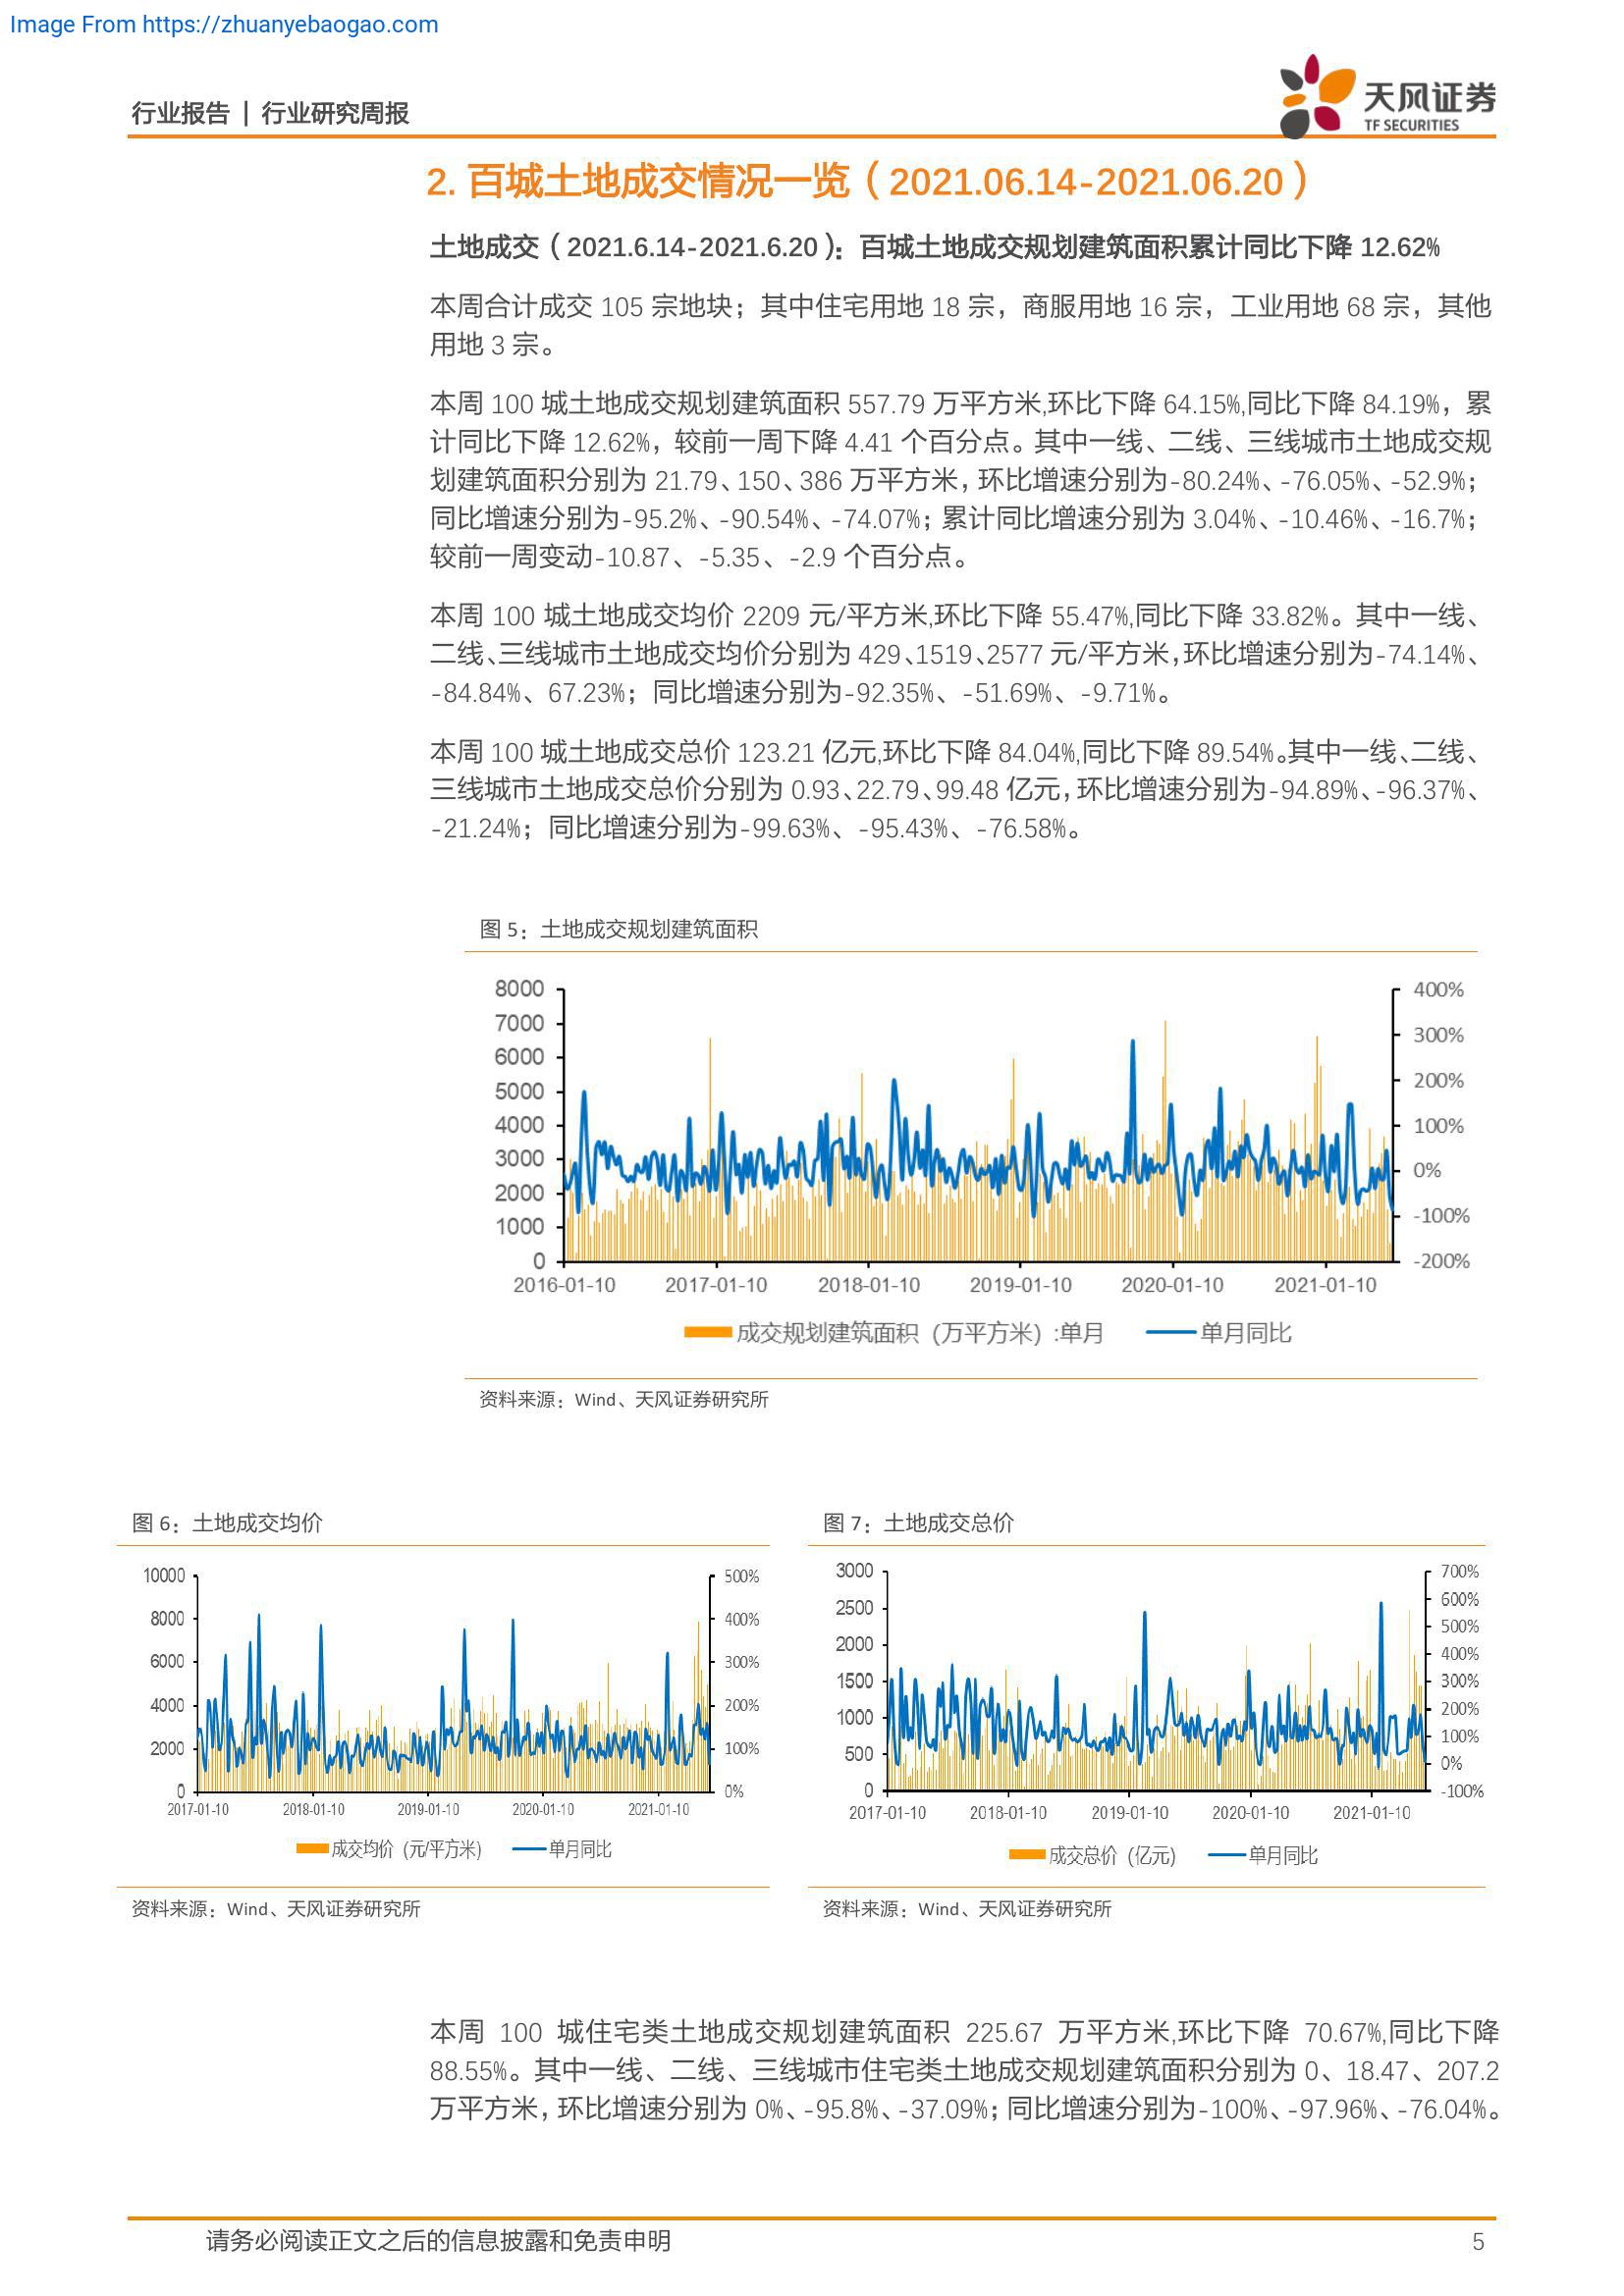 Image From https://zhuanyebaogao.com
行业报告 | 行业研究周报
天风证券
TF SECURITIES
2. 百城土地成交情况一览（2021.06.14-2021.06.20）
土地成交（2021.6.14-2021.6.20）：百城土地成交规划建筑面积累计同比下降 12.62%
本周合计成交 105 宗地块；其中住宅用地 18 宗，商服用地 16 宗，工业用地 68 宗，其他
用地 3 宗。
本周 100 城土地成交规划建筑面积 557.79 万平方米,环比下降 64.15%,同比下降 84.19%，累
计同比下降 12.62%，较前一周下降 4.41 个百分点。其中一线、二线、三线城市土地成交规
划建筑面积分别为 21.79、150、386 万平方米，环比增速分别为-80.24%、-76.05%、-52.9%；
同比增速分别为-95.2%、-90.54%、-74.07%；累计同比增速分别为 3.04%、-10.46%、-16.7%；
较前一周变动-10.87、-5.35、-2.9 个百分点。
本周 100 城土地成交均价 2209 元/平方米,环比下降 55.47%,同比下降 33.82%。其中一线、
二线、三线城市土地成交均价分别为 429、1519、2577 元/平方米，环比增速分别为-74.14%、
-84.84%、67.23%；同比增速分别为-92.35%、-51.69%、-9.71%。
本周 100 城土地成交总价 123.21 亿元,环比下降 84.04%,同比下降 89.54%。其中一线、二线、
三线城市土地成交总价分别为 0.93、22.79、99.48 亿元，环比增速分别为-94.89%、-96.37%、
-21.24%；同比增速分别为-99.63%、-95.43%、-76.58%。
图 5：土地成交规划建筑面积
8000 400%
7000 300%
6000 200%
5000 100%
4000 0%
3000 -100%
2000 -200%
1000
0
2016-01-10 2017-01-10 2018-01-10 2019-01-10 2020-01-10 2021-01-10
成交规划建筑面积（万平方米）:单月 单月同比
资料来源：Wind、天风证券研究所
图 6：土地成交均价
10000 500%
8000 400%
6000 300%
4000 200%
2000 100%
0 0%
2017-01-10 2018-01-10 2019-01-10 2020-01-10 2021-01-10
成交均价（元/平方米） 单月同比
资料来源：Wind、天风证券研究所
图 7：土地成交总价
3000 700%
2500 600%
2000 500%
1500 400%
1000 300%
500 200%
0 100%
0%
-100%
2017-01-10 2018-01-10 2019-01-10 2020-01-10 2021-01-10
成交总价（亿元） 单月同比
资料来源：Wind、天风证券研究所
本周 100 城住宅类土地成交规划建筑面积 225.67 万平方米,环比下降 70.67%,同比下降
88.55%。其中一线、二线、三线城市住宅类土地成交规划建筑面积分别为 0、18.47、207.2
万平方米，环比增速分别为 0%、-95.8%、-37.09%；同比增速分别为-100%、-97.96%、-76.04%。
请务必阅读正文之后的信息披露和免责申明 5